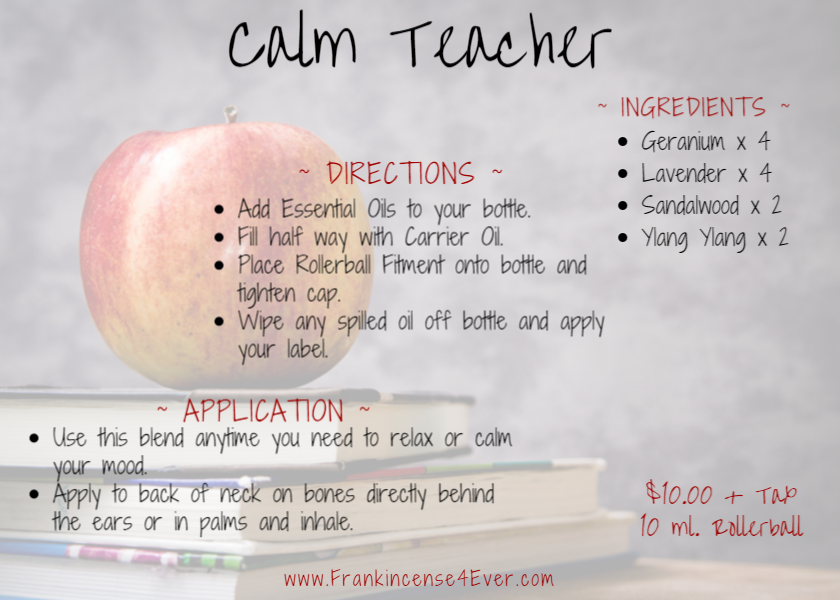 Calm Teacher
~ INGREDIENTS ~
• Geranium x 4
• Lavender x 4
• Sandalwood x 2
• Ylang Ylang x 2
~ DIRECTIONS ~
• Add Essential Oils to your bottle.
• Fill half way with Carrier Oil.
• Place Rollerball Fitment onto bottle and
tighten cap.
• Wipe any spilled oil off bottle and apply
your label.
~ APPLICATION ~
• Use this blend anytime you need to relax or calm
your mood.
• Apply to back of neck on bones directly behind
the ears or in palms and inhale.
$10.00 + Tax
10 ml. Rollerball
www.Frankincense4Ever.com